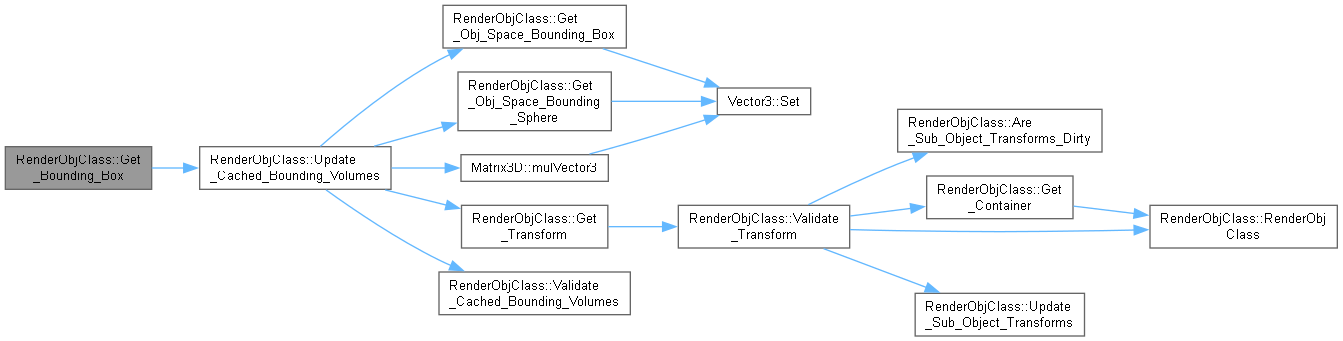 RenderObjClass::Get
_Bounding_Box
RenderObjClass::Update
_Cached_Bounding_Volumes
RenderObjClass::Get
_Obj_Space_Bounding_Box
RenderObjClass::Get
_Obj_Space_Bounding
_Sphere
Matrix3D::mulVector3
RenderObjClass::Get
_Transform
RenderObjClass::Validate
_Cached_Bounding_Volumes
Vector3::Set
RenderObjClass::Validate
_Transform
RenderObjClass::Are
_Sub_Object_Transforms_Dirty
RenderObjClass::Get
_Container
RenderObjClass::Update
_Sub_Object_Transforms
RenderObjClass::RenderObj
Class